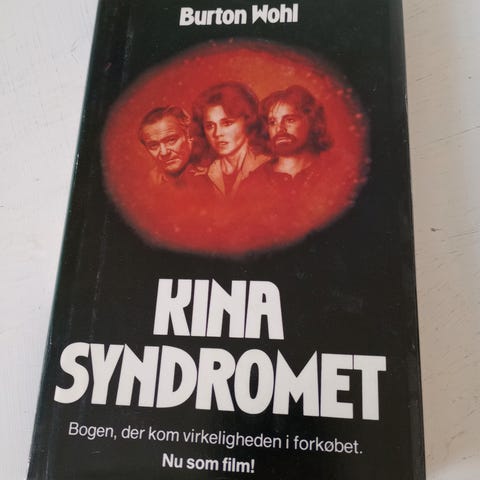 Burton Wohl
KINA
SYNDROMET
Bogen, der kom virkeligheden i forkøbet.
Nu som film!